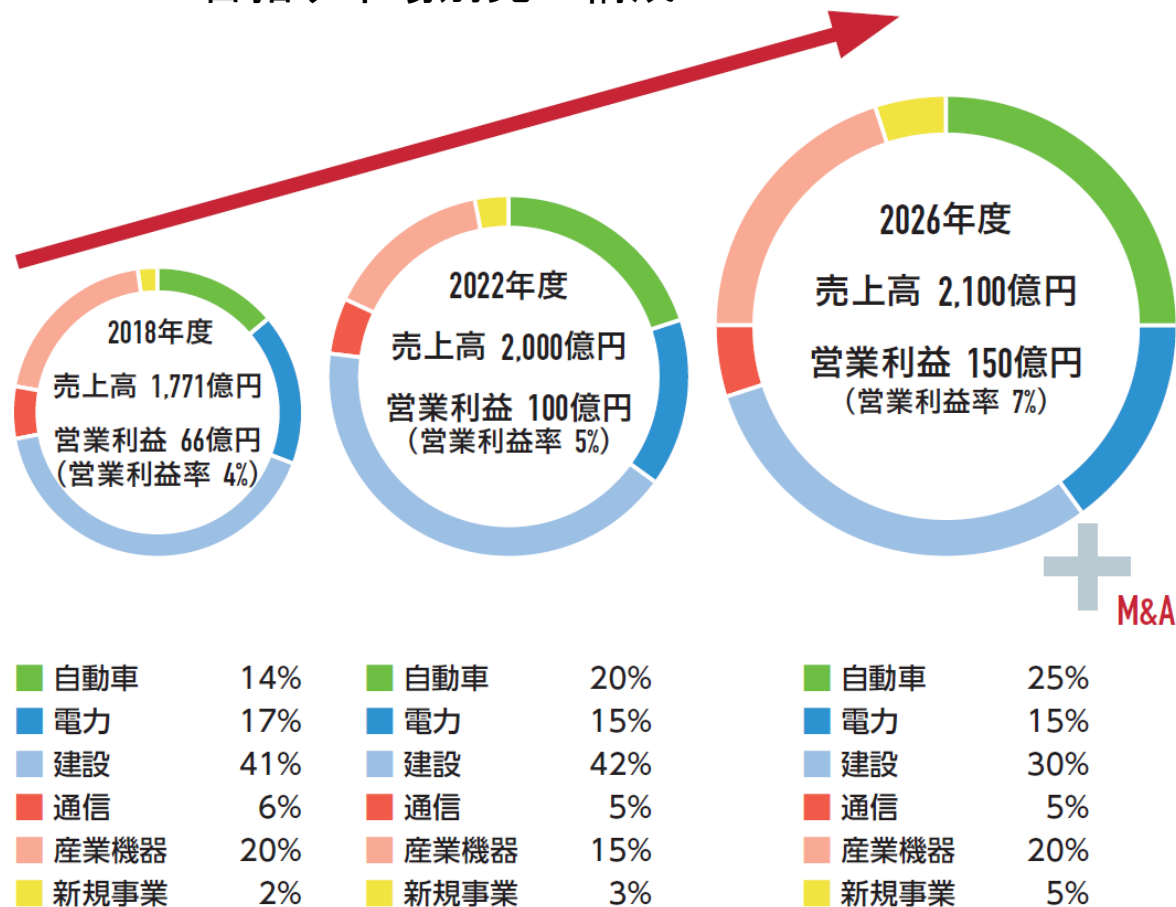 2018年度
売上高 1,771億円
営業利益 66億円
(営業利益率 4%)
2022年度
売上高 2,000億円
営業利益 100億円
(営業利益率 5%)
2026年度
売上高 2,100億円
営業利益 150億円
(営業利益率 7%)
M&A
自動車 14%
電力 17%
建設 41%
通信 6%
産業機器 20%
新規事業 2%
自動車 20%
電力 15%
建設 42%
通信 5%
産業機器 15%
新規事業 3%
自動車 25%
電力 15%
建設 30%
通信 5%
産業機器 20%
新規事業 5%